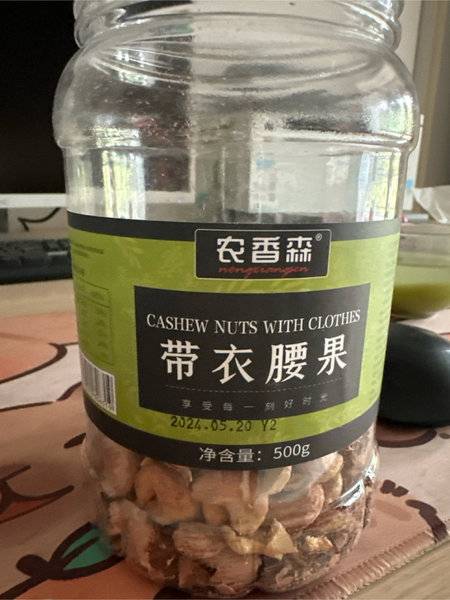 农香森®
nongxiangsen
CASHEW NUTS WITH CLOTHES
带衣腰果
享受每一刻好时光
2024.05.20 Y2
净含量：500g